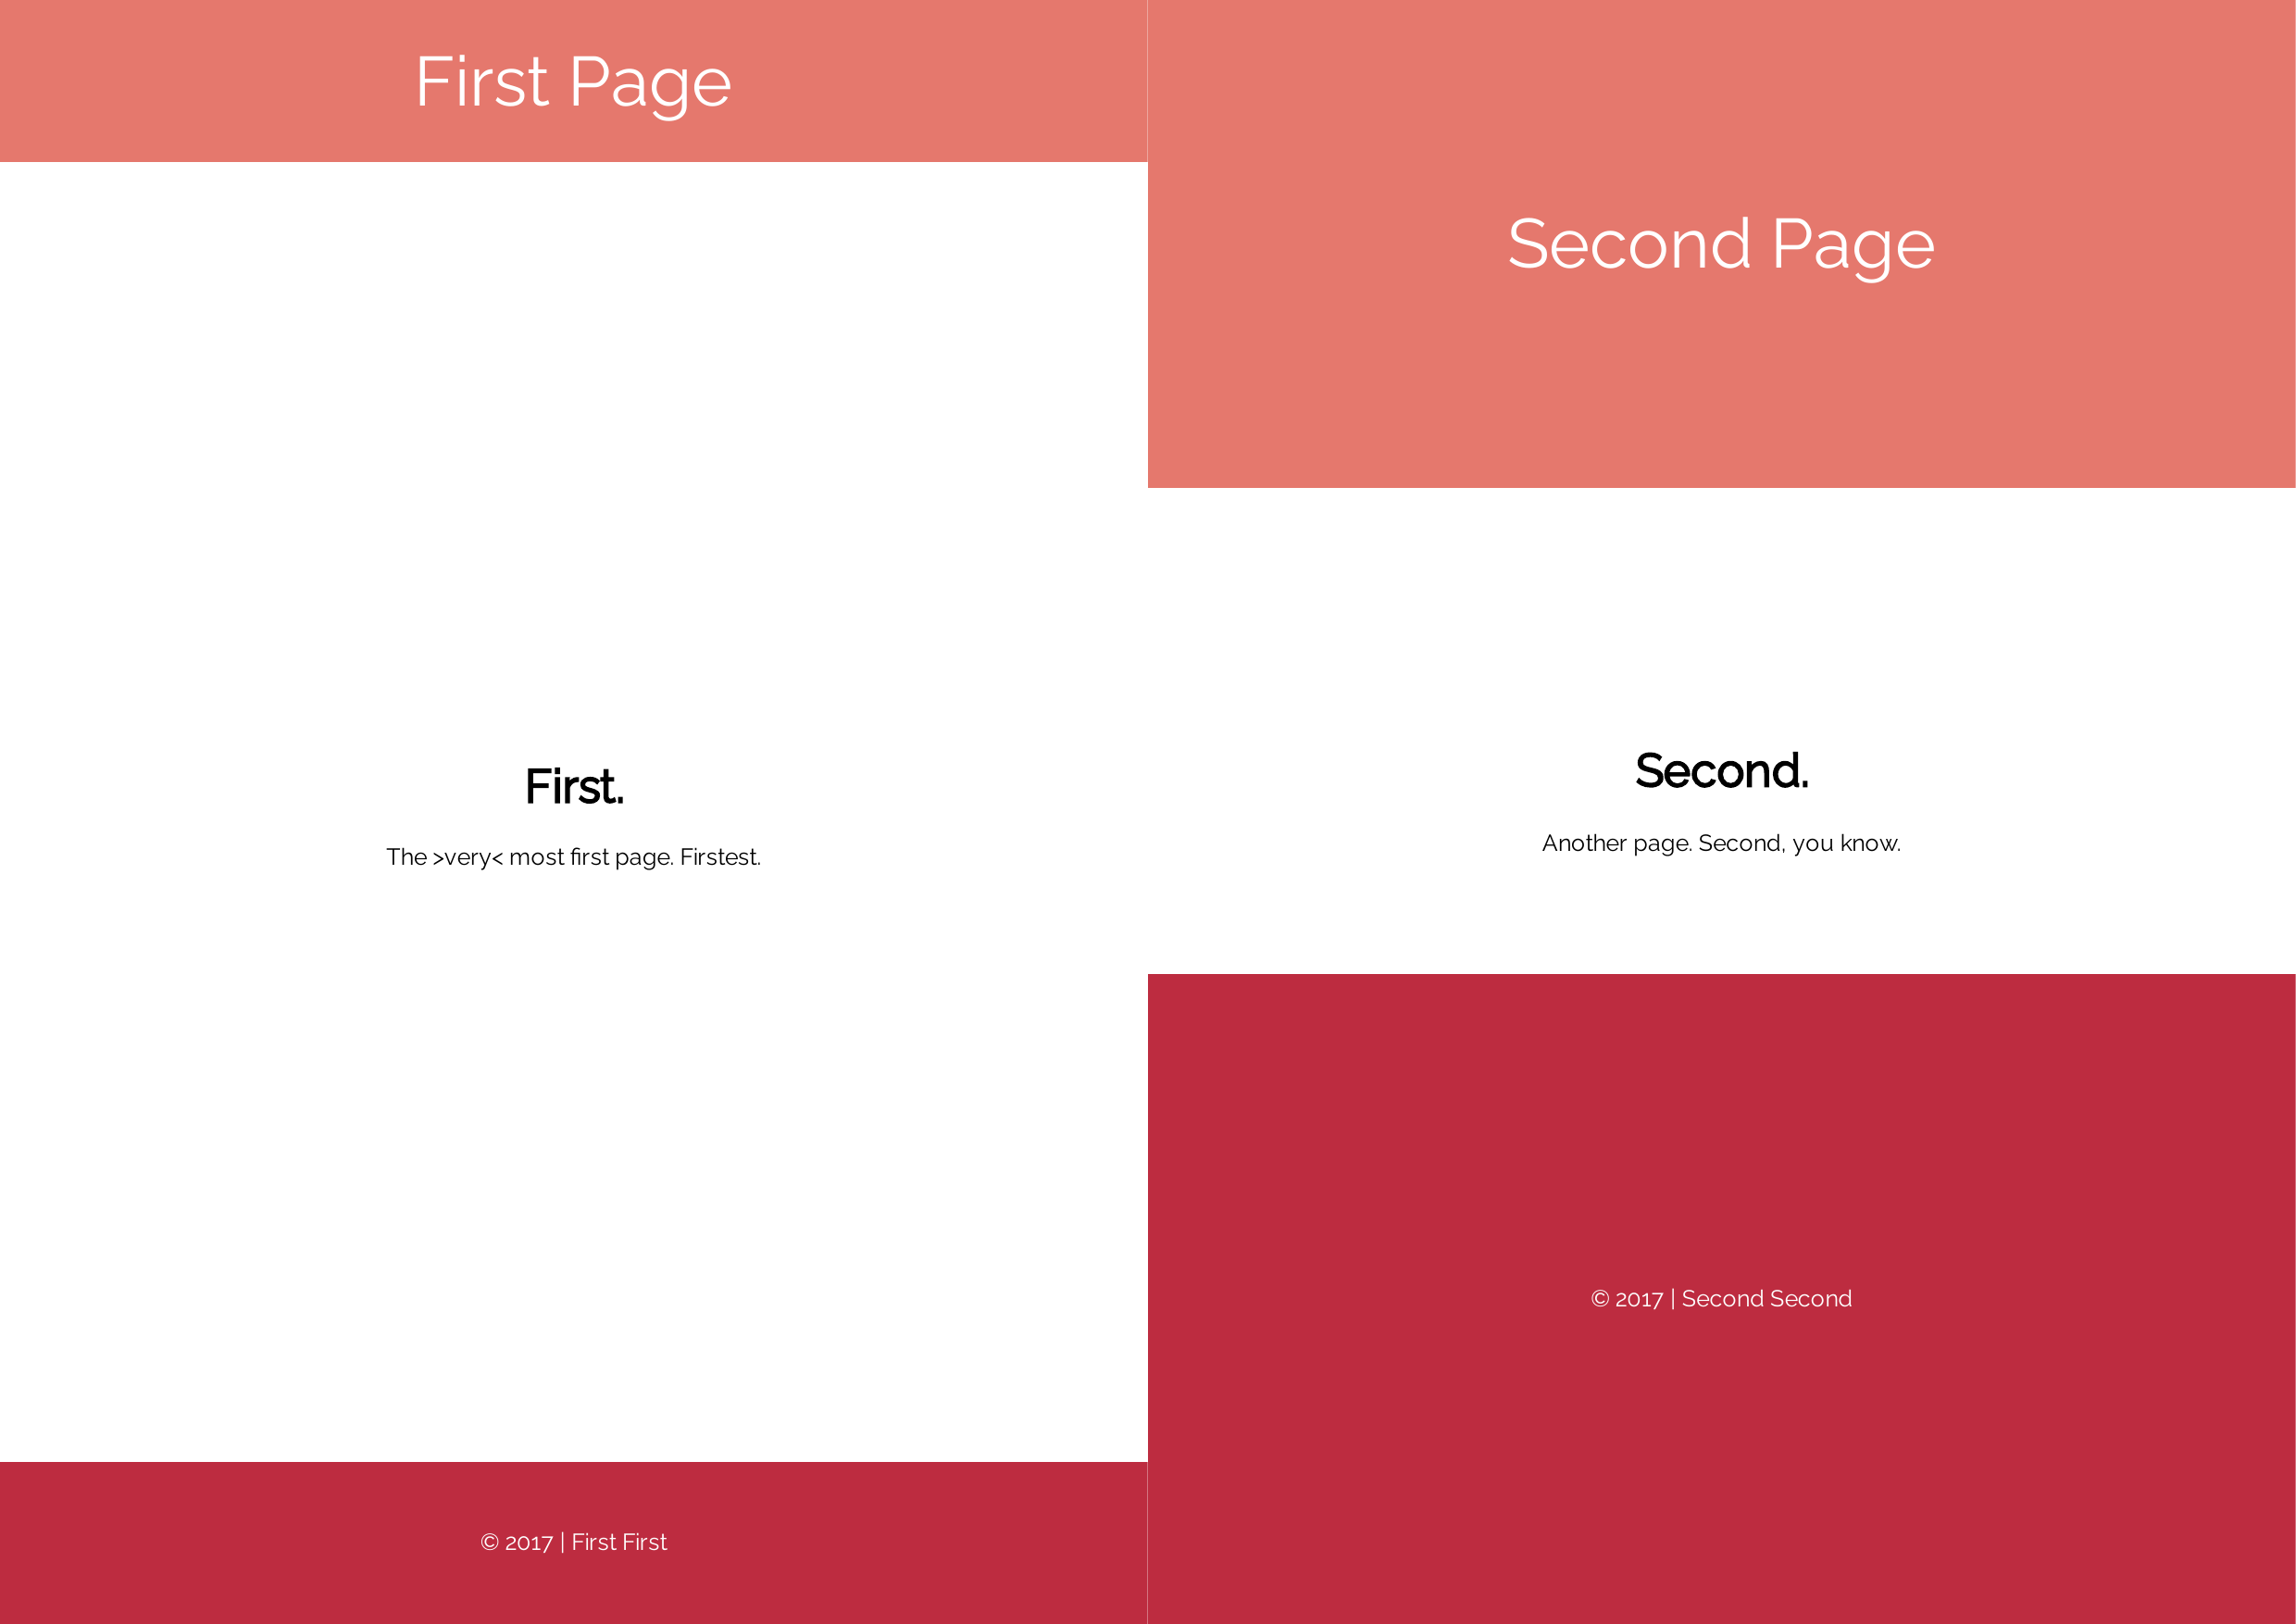 First Page
First.
The >very< most first page. Firstest.
© 2017 | First First
Second Page
Second.
Another page. Second, you know.
© 2017 | Second Second